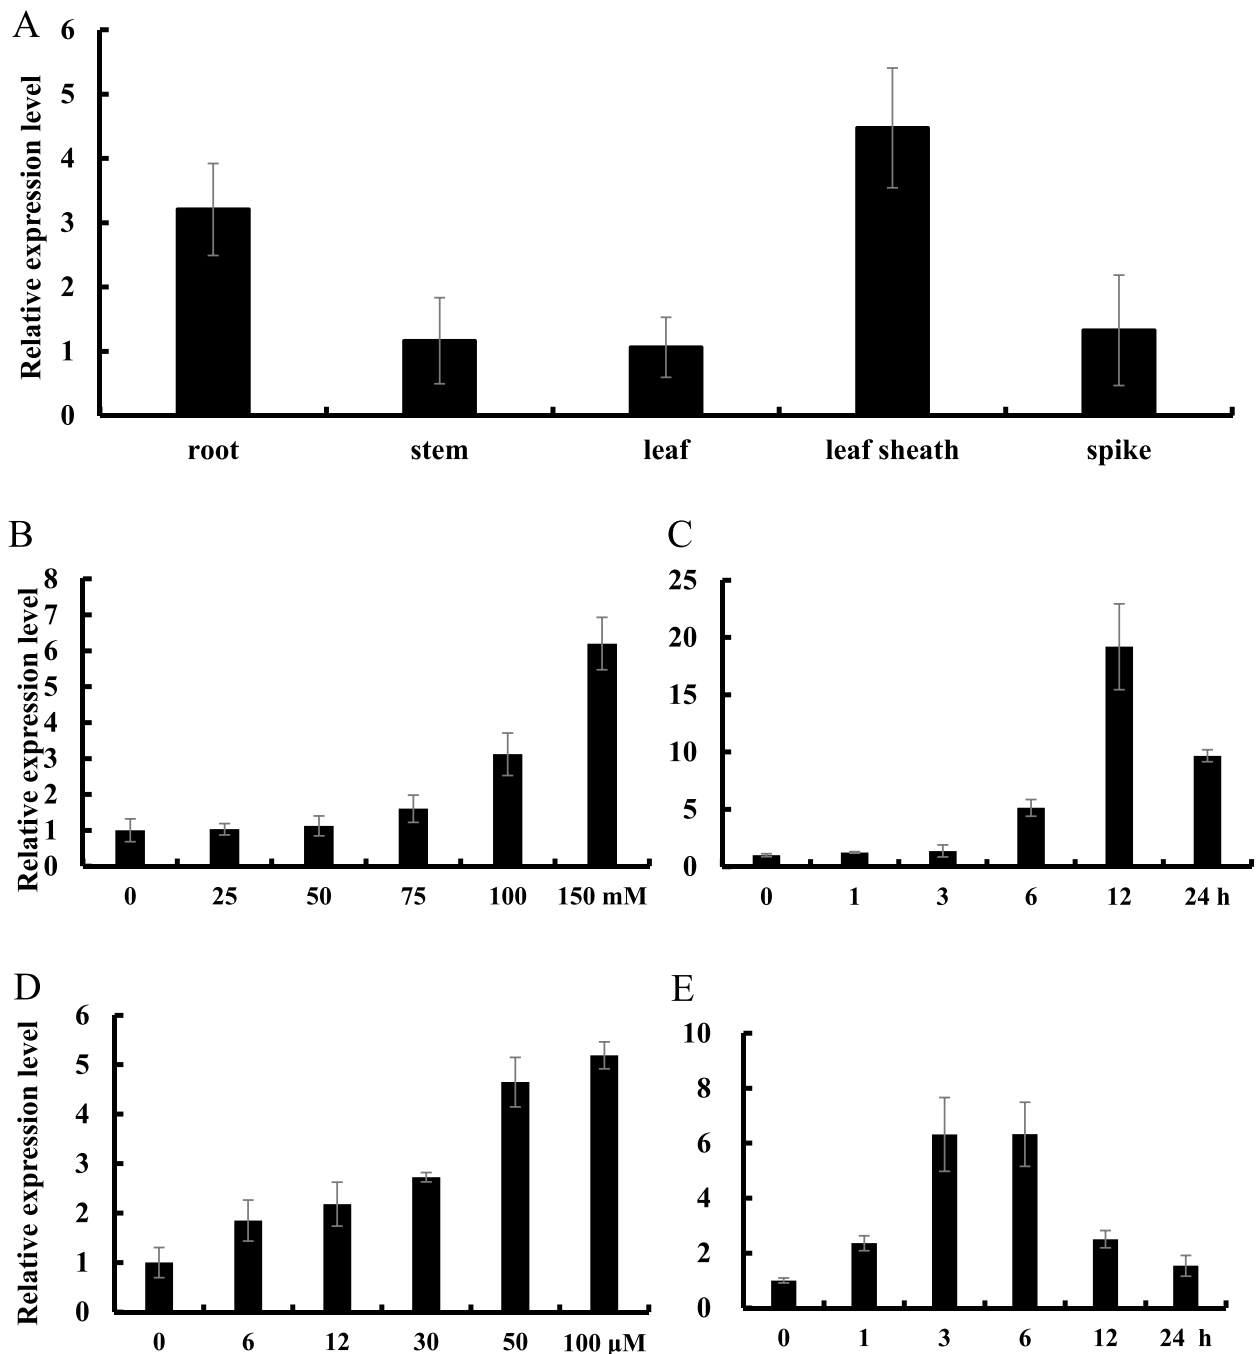 A
Relative expression level
6
5
4
3
2
1
0
root stem leaf leaf sheath spike
B
Relative expression level
8
7
6
5
4
3
2
1
0
0 25 50 75 100 150 mM
C
25
20
15
10
5
0
0 1 3 6 12 24 h
D
Relative expression level
6
5
4
3
2
1
0
0 6 12 30 50 100 μM
E
10
8
6
4
2
0
0 1 3 6 12 24 h